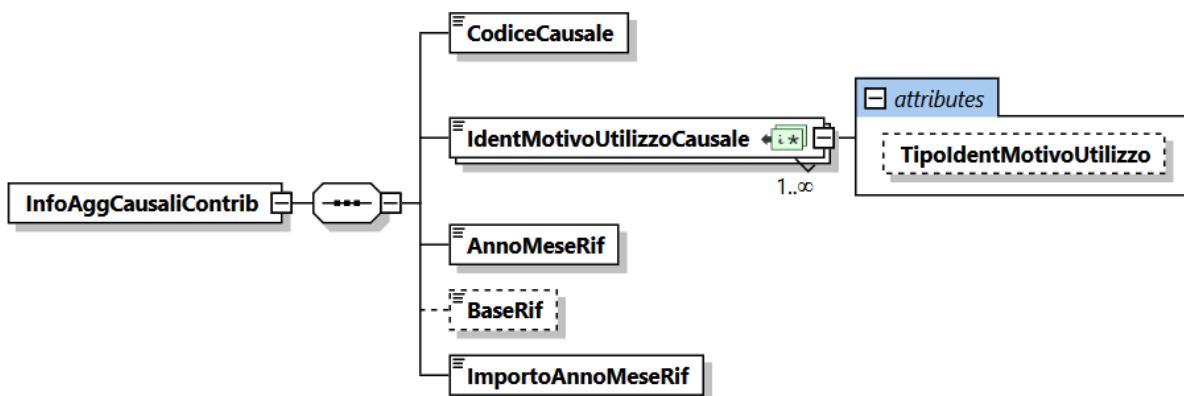 CodiceCausale
IdentMotivoUtilizzoCausale
1..∞
attributes
TipoIdentMotivoUtilizzo
InfoAggCausaliContrib
AnnoMeseRif
BaseRif
ImportoAnnoMeseRif